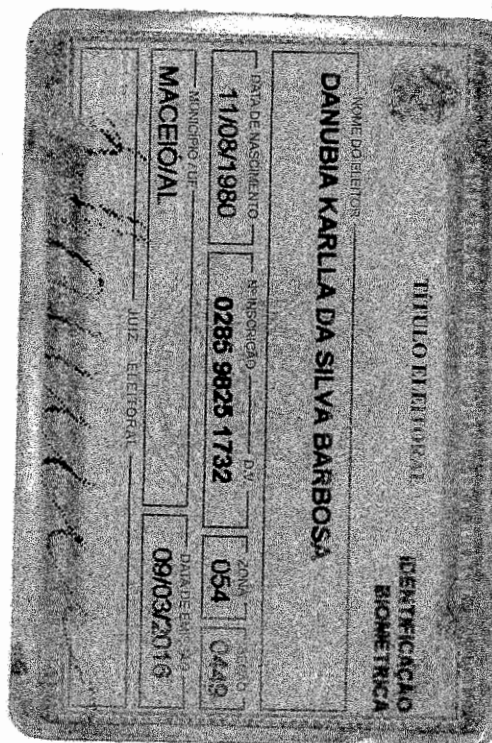 TÍTULO ELEITORAL
IDENTIFICAÇÃO
BIOMÉTRICA
NOME DO ELEITOR
DANUBIA KARLLA DA SILVA BARBOSA
DATA DE NASCIMENTO
Nº INSCRIÇÃO
D.V.
ZONA
11/08/1980
0285 9825 1732
054
0449
MUNICÍPIO / UF
DATA DE EMISSÃO
MACEIÓ/AL
09/03/2016
JUIZ ELEITORAL